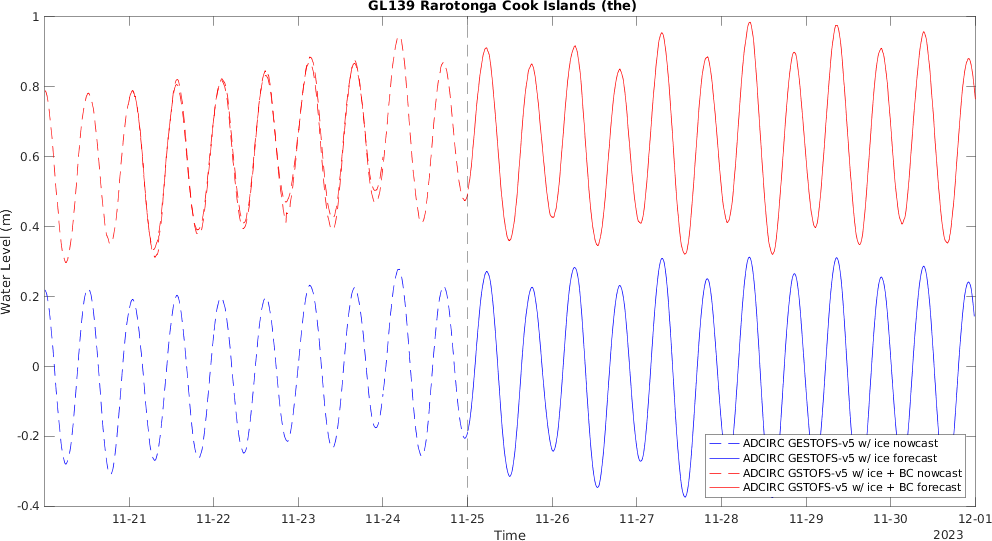 GL139 Rarotonga Cook Islands (the)
1
0.8
0.6
0.4
0.2
0
-0.2
-0.4
Water Level (m)
ADCIRC GESTOFS-v5 w/ ice nowcast
ADCIRC GESTOFS-v5 w/ ice forecast
ADCIRC GSTOFS-v5 w/ ice + BC nowcast
ADCIRC GSTOFS-v5 w/ ice + BC forecast
11-21 11-22 11-23 11-24 11-25 11-26 11-27 11-28 11-29 11-30 12-01
Time
2023